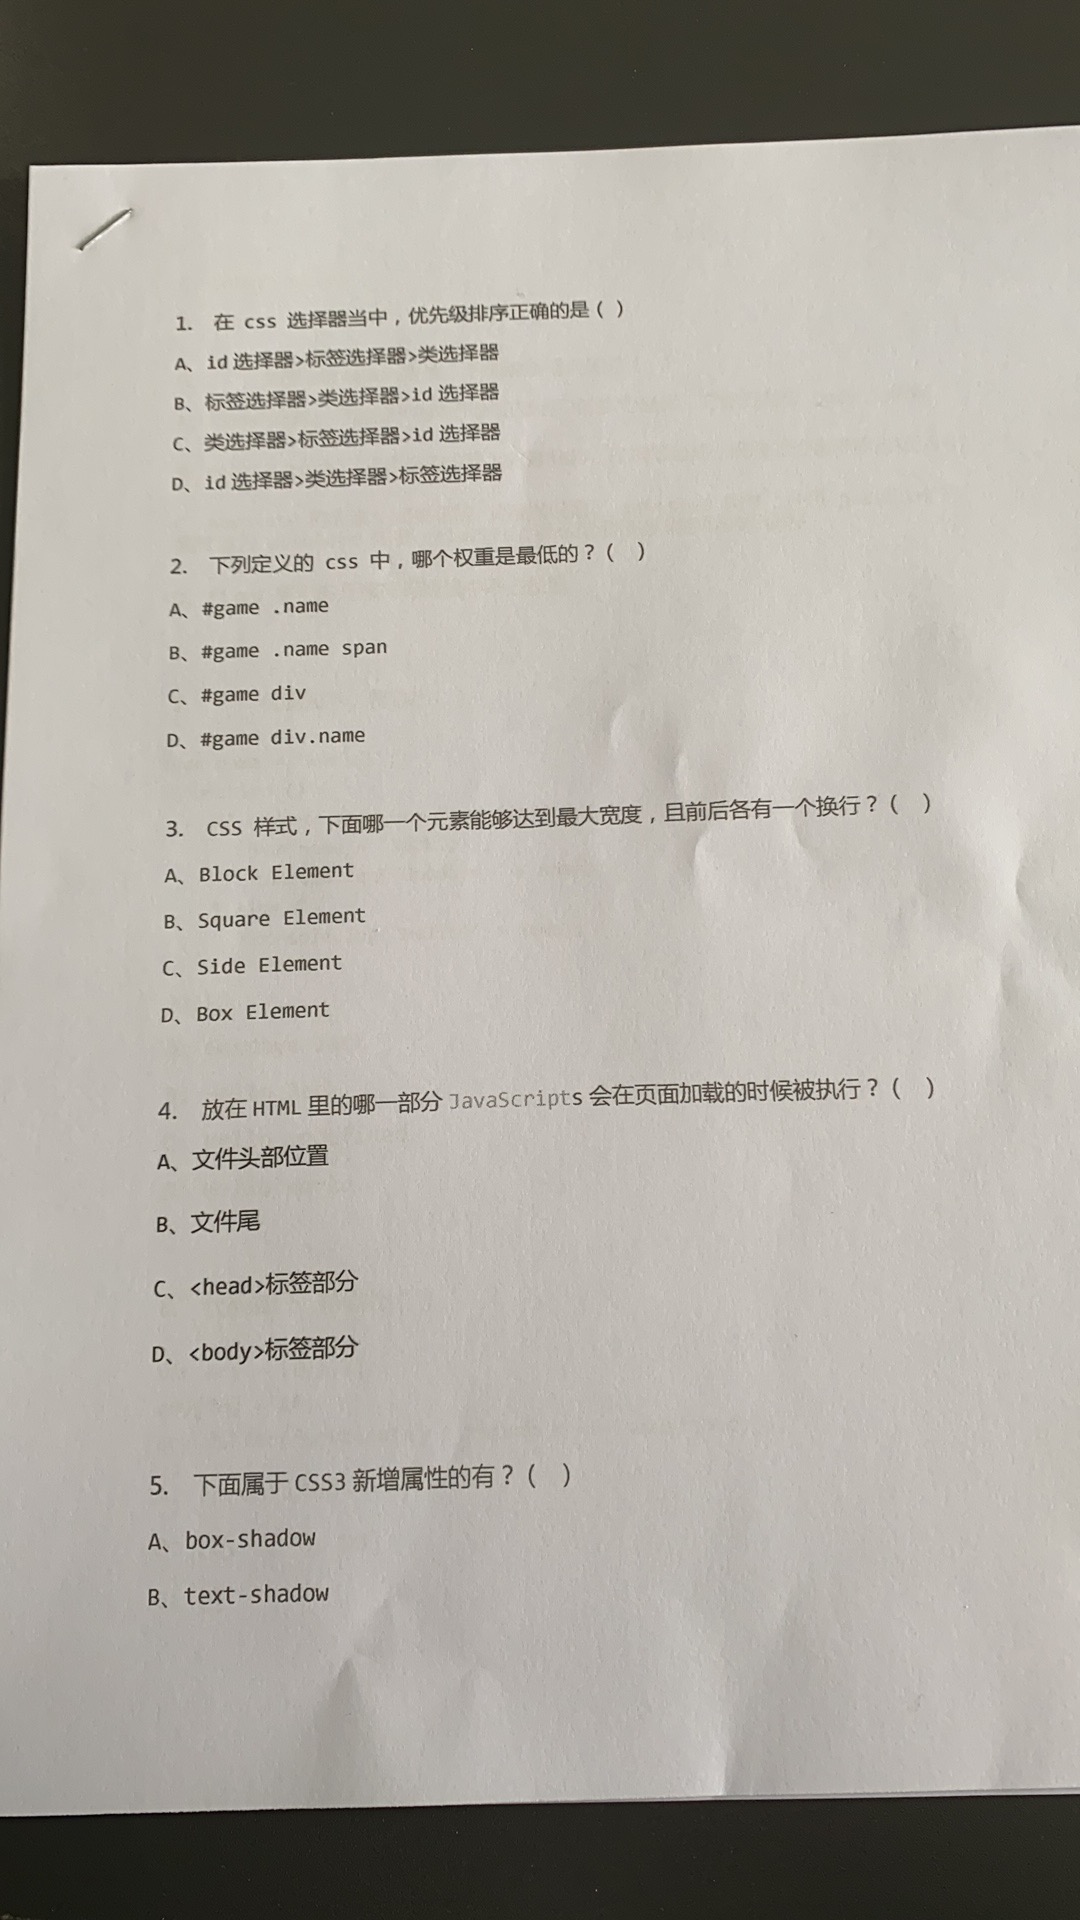 1. 在 css 选择器当中，优先级排序正确的是（ ）
A、id 选择器>标签选择器>类选择器
B、标签选择器>类选择器>id 选择器
C、类选择器>标签选择器>id 选择器
D、id 选择器>类选择器>标签选择器
2. 下列定义的 css 中，哪个权重是最低的？（ ）
A、#game .name
B、#game .name span
C、#game div
D、#game div.name
3. CSS 样式，下面哪一个元素能够达到最大宽度，且前后各有一个换行？（ ）
A、Block Element
B、Square Element
C、Side Element
D、Box Element
4. 放在 HTML 里的哪一部分 JavaScripts 会在页面加载的时候被执行？（ ）
A、文件头部位置
B、文件尾
C、<head>标签部分
D、<body>标签部分
5. 下面属于 CSS3 新增属性的有？（ ）
A、box-shadow
B、text-shadow